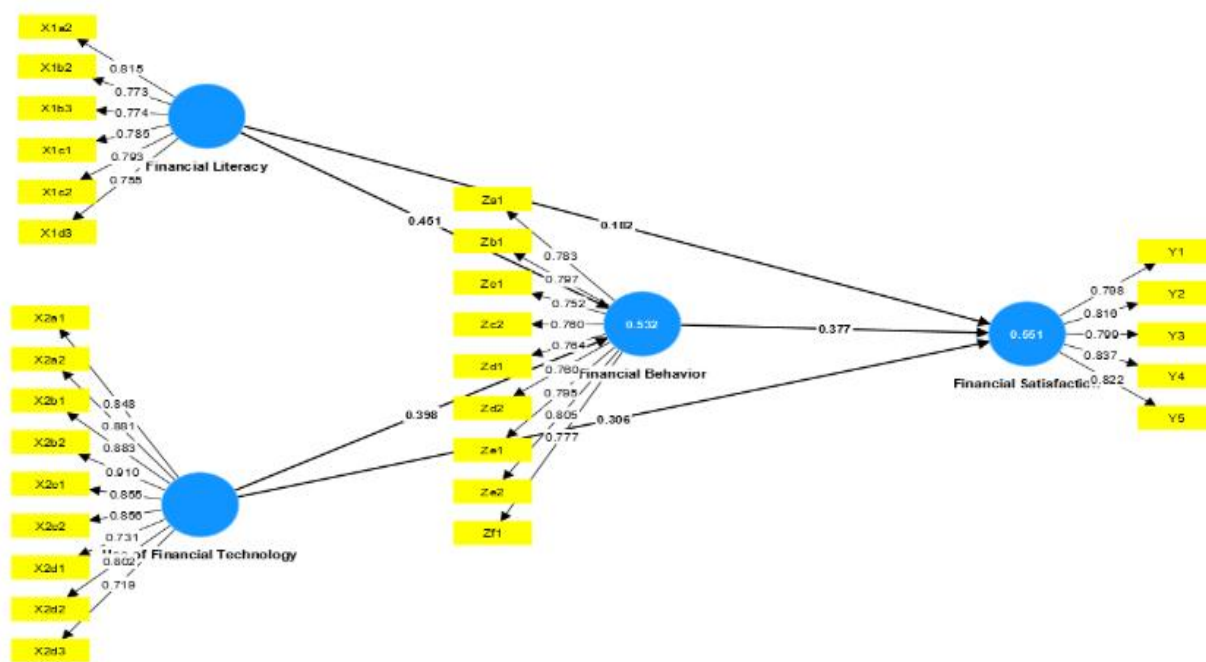 X1a2
X1b2
X1b3
X1c1
X1c2
X1d3
0.815
0.773
0.774
0.785
0.793
0.755
Financial Literacy
X2a1
X2a2
X2b1
X2b2
X2c1
X2c2
X2d1
X2d2
X2d3
0.848
0.881
0.883
0.910
0.855
0.856
0.731
0.802
0.719
of Financial Technology
0.451
0.398
0.182
0.377
0.306
Za1
Zb1
Zc1
Zc2
Zd1
Zd2
Ze1
Ze2
Zf1
0.783
0.797
0.752
0.760
0.764
0.760
0.795
0.805
0.777
0.532
Financial Behavior
0.551
Financial Satisfactic..
Y1
Y2
Y3
Y4
Y5
0.798
0.816
0.799
0.837
0.822